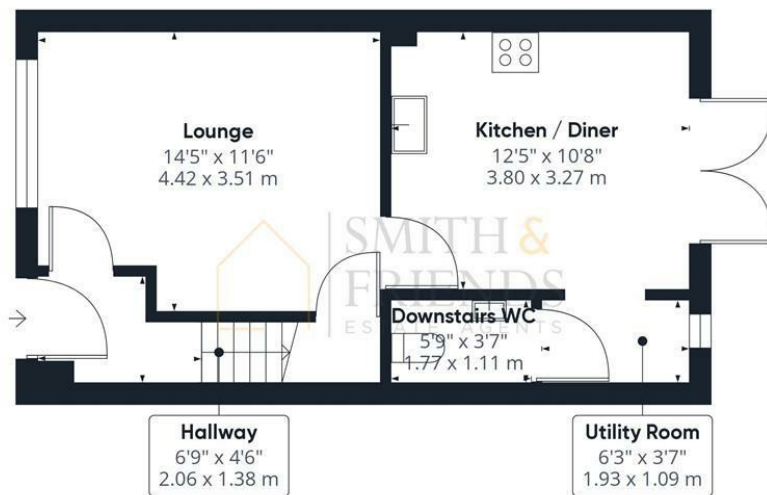 Lounge
14'5" x 11'6"
4.42 x 3.51 m
Kitchen / Diner
12'5" x 10'8"
3.80 x 3.27 m
SMITH &
FRIENDS
ESTATE AGENTS
Downstairs WC
5'9" x 3'7"
1.77 x 1.11 m
Hallway
6'9" x 4'6"
2.06 x 1.38 m
Utility Room
6'3" x 3'7"
1.93 x 1.09 m